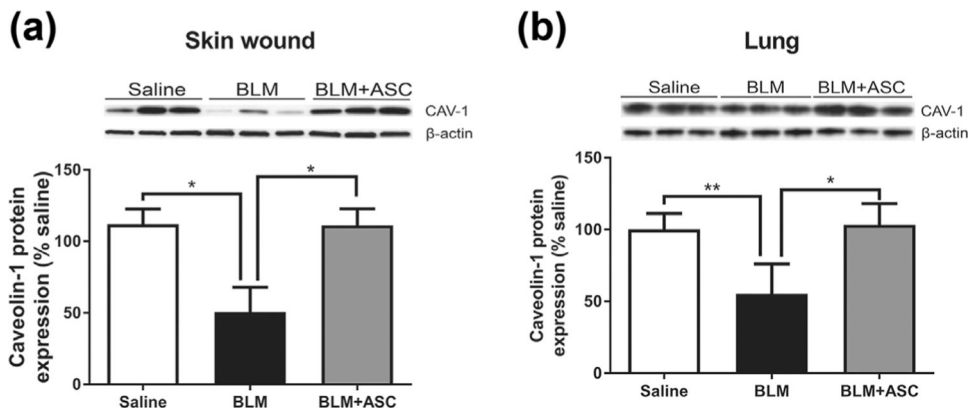 (a)
Skin wound
Saline BLM BLM+ASC
CAV-1
β-actin
Caveolin-1 protein
expression (% saline)
150
100
50
0
*
*
Saline BLM BLM+ASC
(b)
Lung
Saline BLM BLM+ASC
CAV-1
β-actin
Caveolin-1 protein
expression (% saline)
150
100
50
0
**
*
Saline BLM BLM+ASC